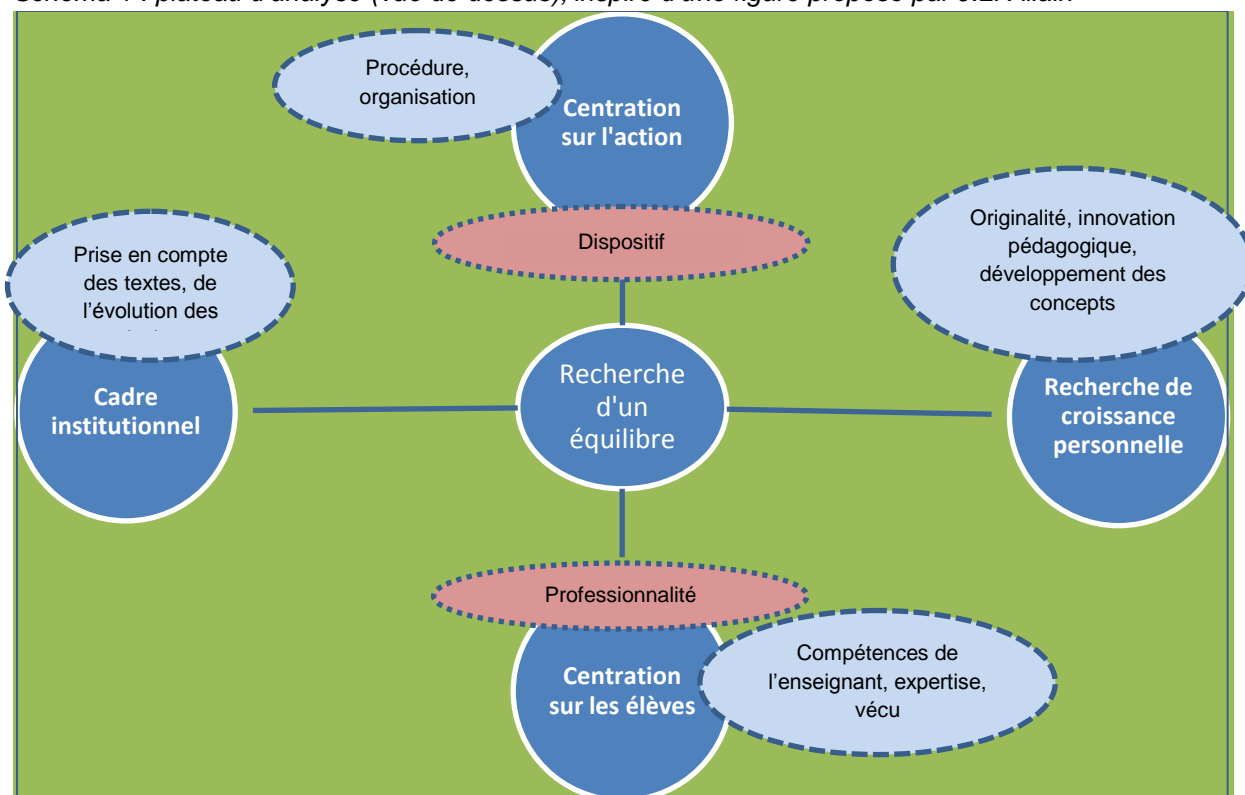 Procédure,
organisation
Centration
sur l'action
Dispositif
Originalité, innovation
pédagogique,
développement des
concepts
Prise en compte
des textes, de
l’évolution des
Cadre
institutionnel
Recherche
d'un
équilibre
Recherche de
croissance
personnelle
Professionnalité
Centration
sur les élèves
Compétences de
l’enseignant, expertise,
vécu